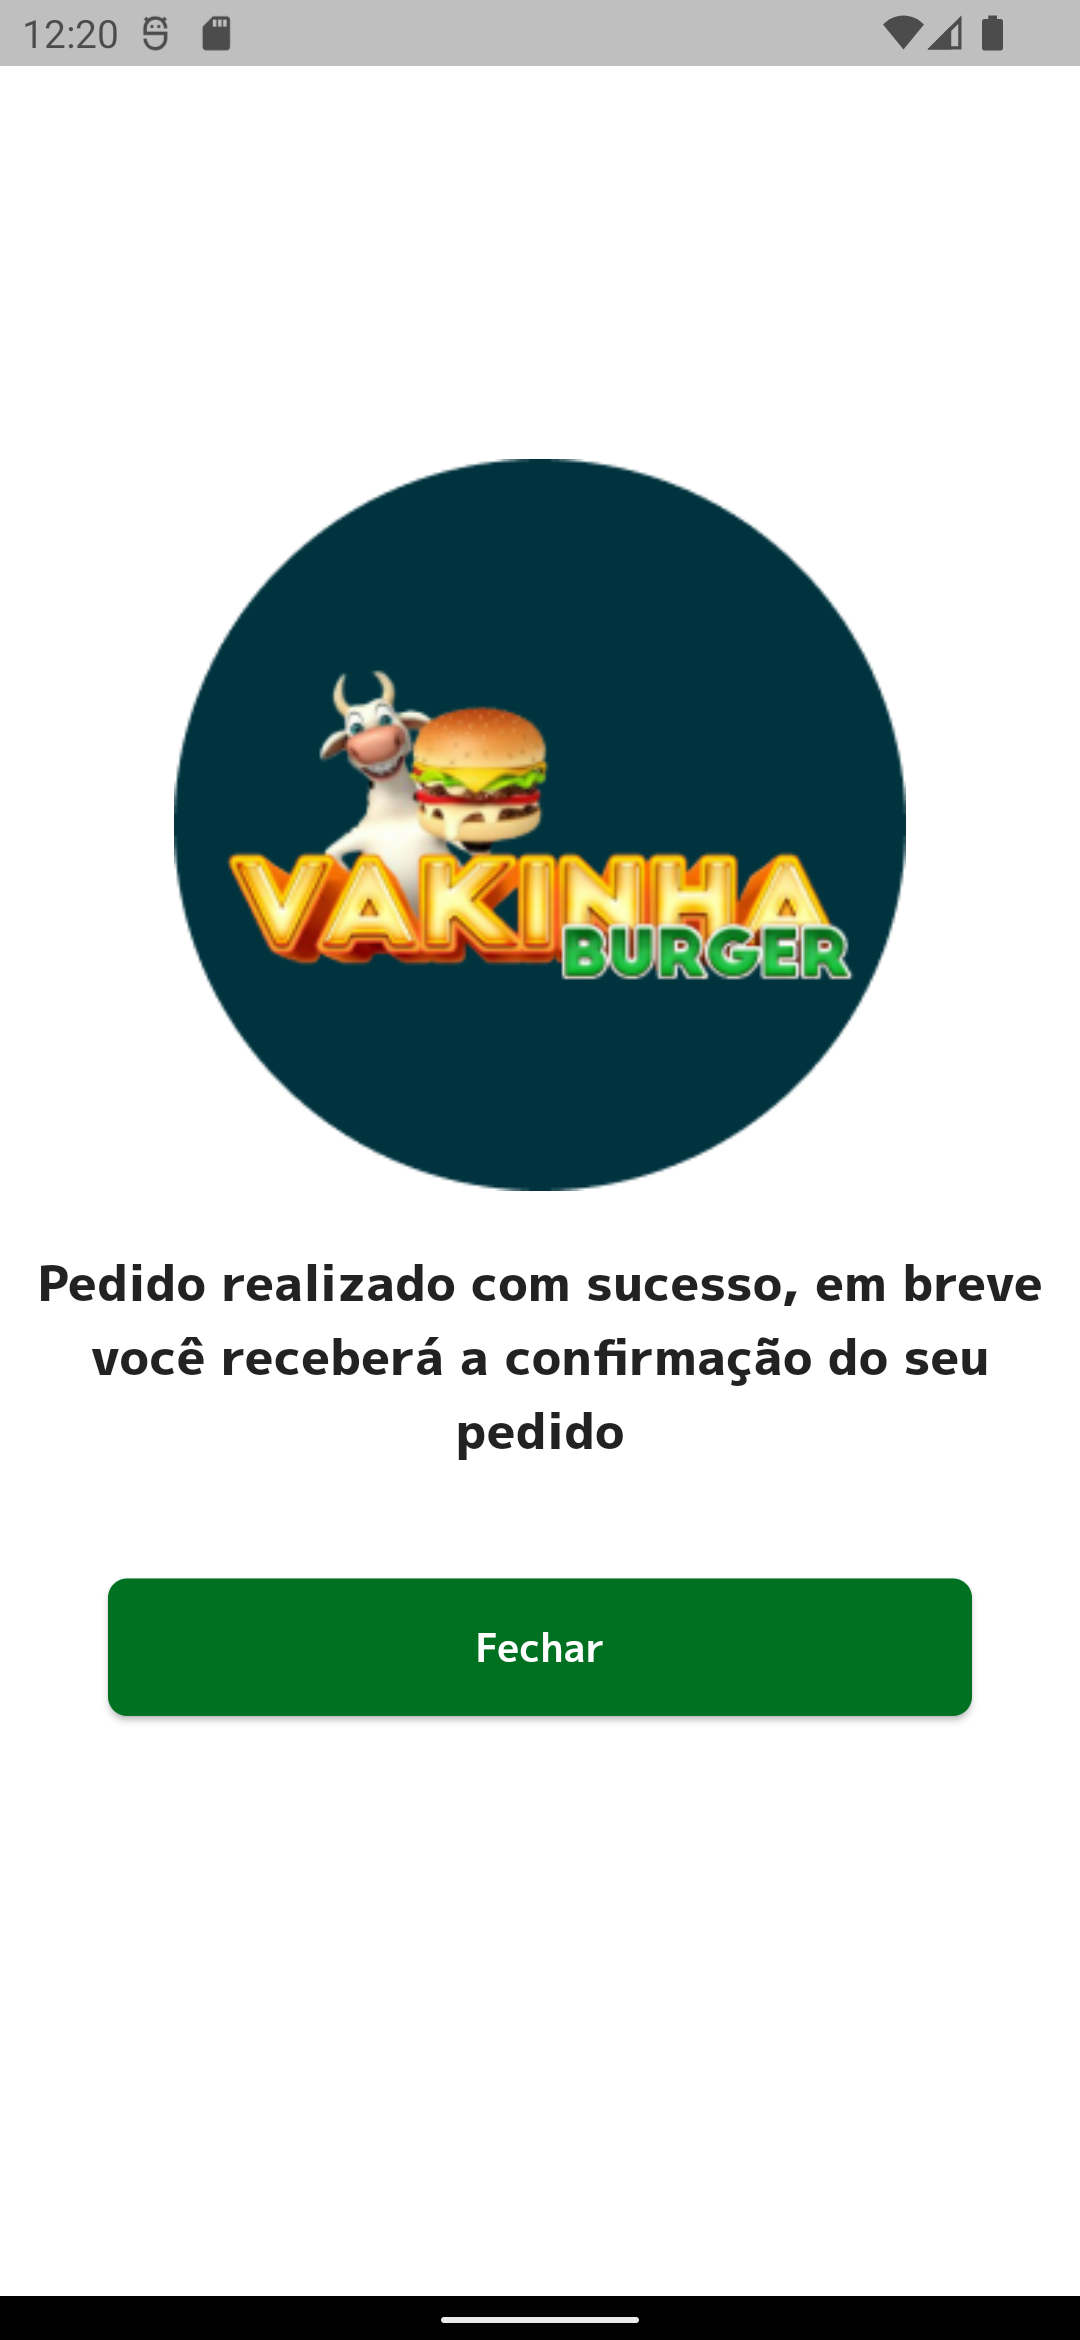 12:20
VAKINHA
BURGER
Pedido realizado com sucesso, em breve
você receberá a confirmação do seu
pedido
Fechar